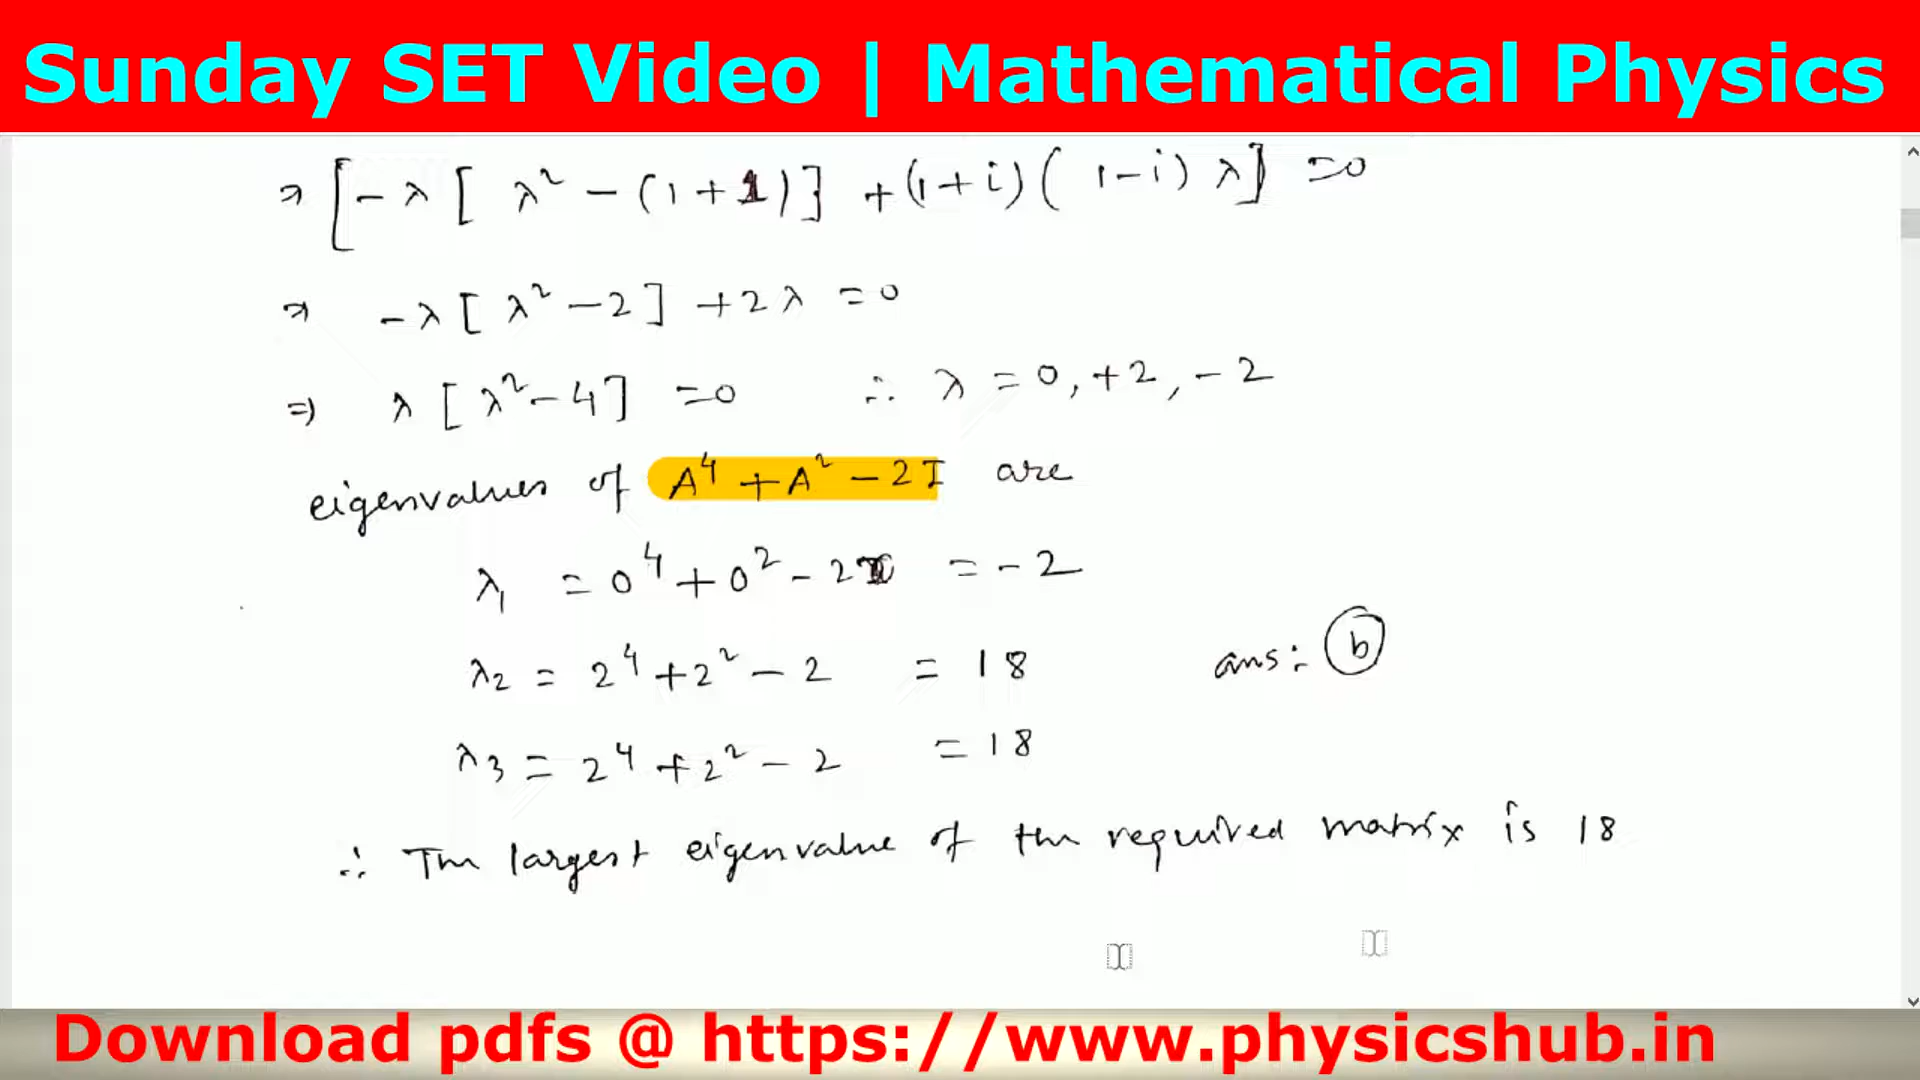 Sunday SET Video | Mathematical Physics
⇒ [-λ [ λ² - (1+1)] + (1+i)( 1-i) λ] =0
⇒ -λ [ λ² -2] +2λ =0
⇒ λ [ λ² - 4] =0 ∴ λ = 0, +2, -2
eigenvalues of A⁴ + A² - 2I are
λ₁ = 0⁴ + 0² - 2 = -2
λ₂ = 2⁴ + 2² - 2 = 18 ans: b
λ₃ = 2⁴ + 2² - 2 = 18
∴ The largest eigenvalue of the required matrix is 18
Download pdfs @ https://www.physicshub.in